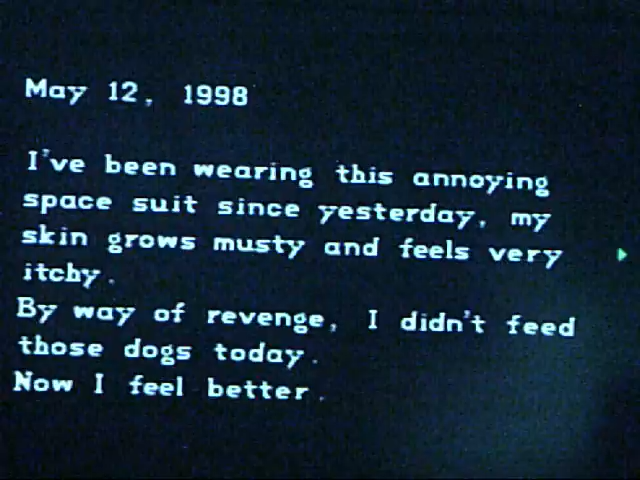 May 12, 1998
I've been wearing this annoying
space suit since yesterday, my
skin grows musty and feels very
itchy.
By way of revenge, I didn't feed
those dogs today.
Now I feel better.